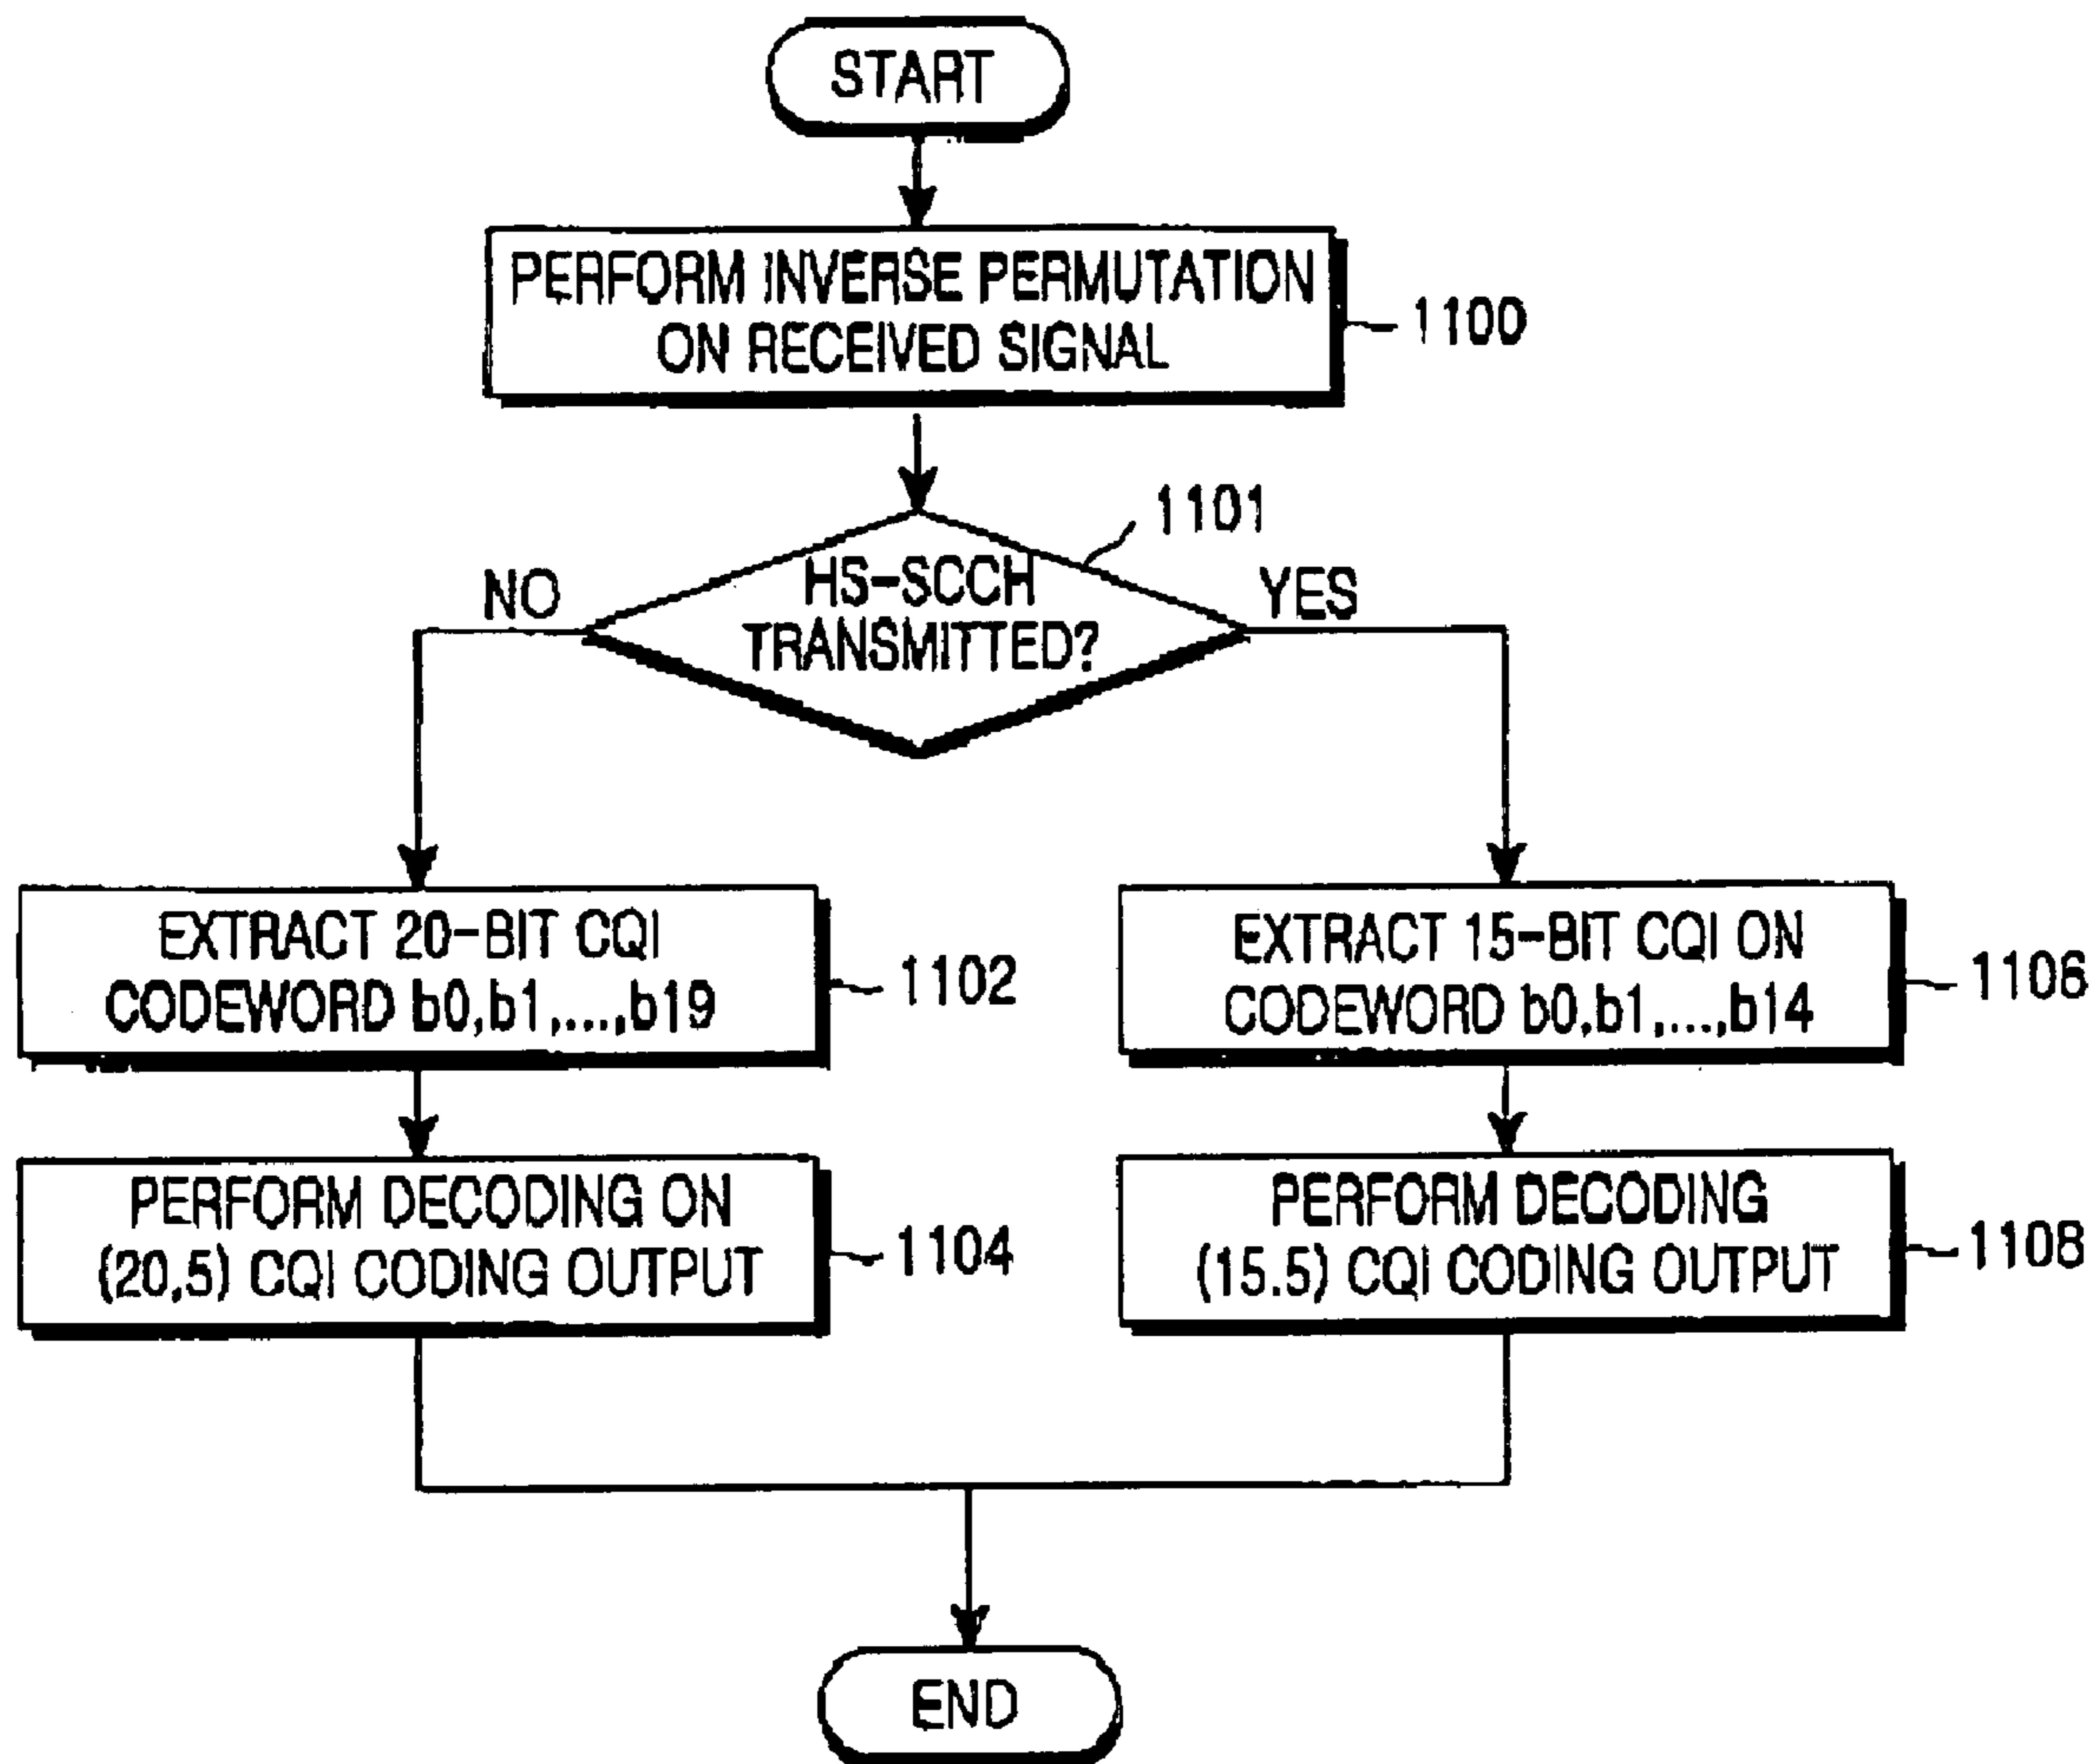 START
PERFORM INVERSE PERMUTATION
ON RECEIVED SIGNAL
1100
1101
HS-SCCH
TRANSMITTED?
NO
YES
EXTRACT 20-BIT CQI
CODEWORD b0,b1,...,b19
1102
EXTRACT 15-BIT CQI ON
CODEWORD b0,b1,...,b14
1106
PERFORM DECODING ON
(20,5) CQI CODING OUTPUT
1104
PERFORM DECODING
(15.5) CQI CODING OUTPUT
1108
END